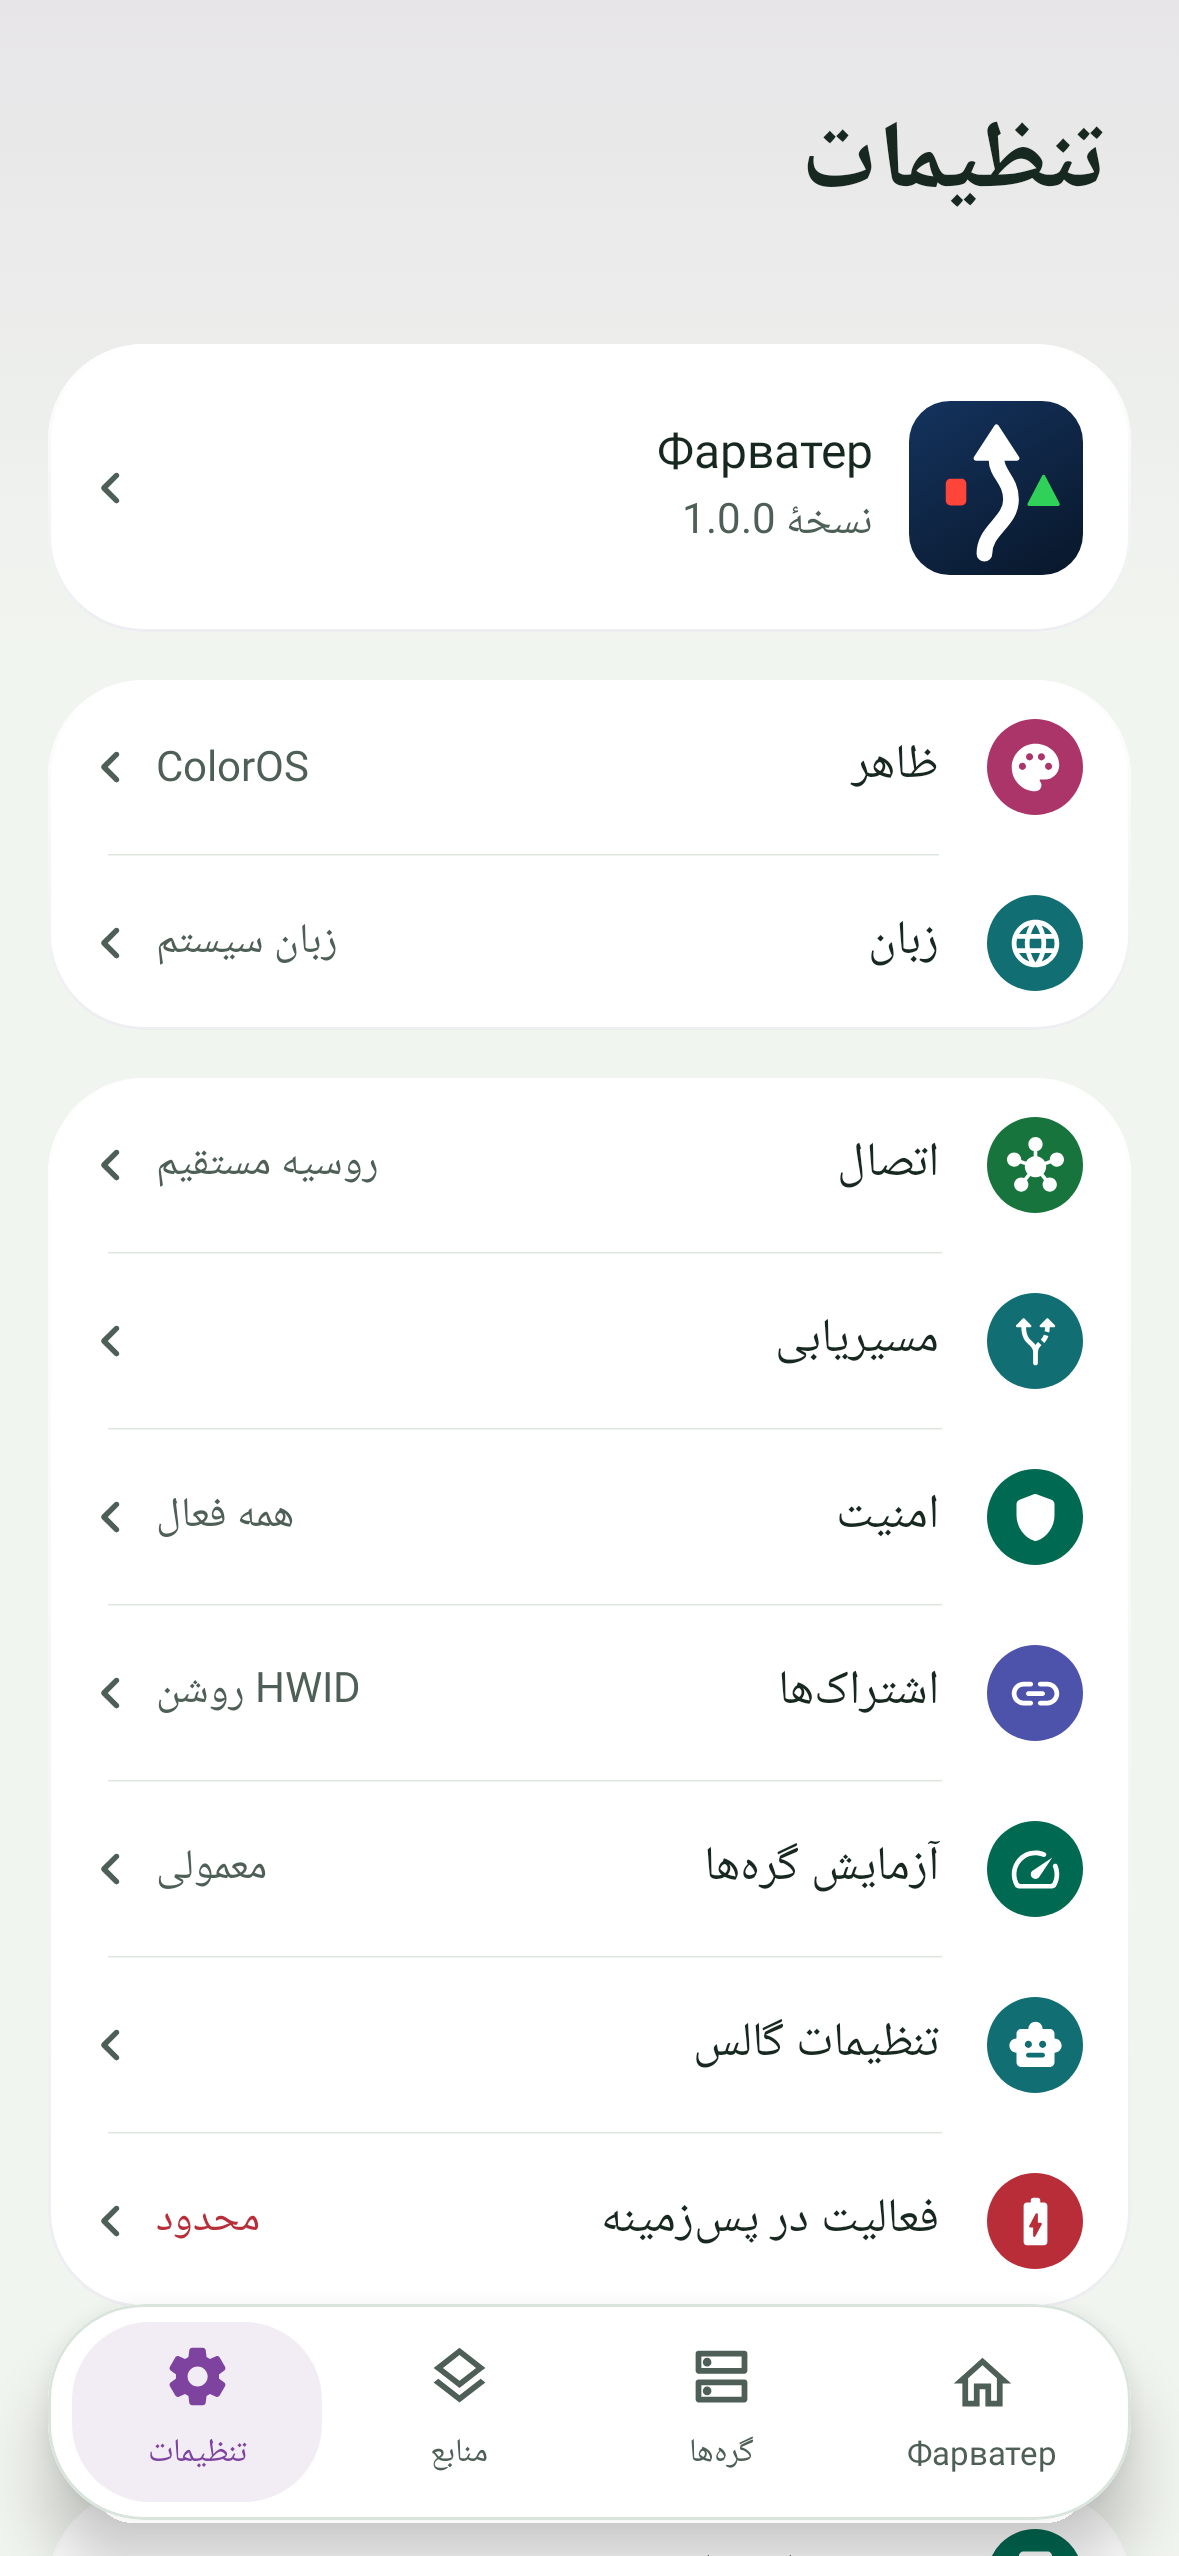 تنظیمات
Фарватер
نسخهٔ 1.0.0
ظاهر
ColorOS
زبان
زبان سیستم
اتصال
روسیه مستقیم
مسیریابی
امنیت
همه فعال
اشتراک‌ها
HWID روشن
آزمایش گره‌ها
معمولی
تنظیمات گالس
فعالیت در پس‌زمینه
محدود
Фарватер
گره‌ها
منابع
تنظیمات